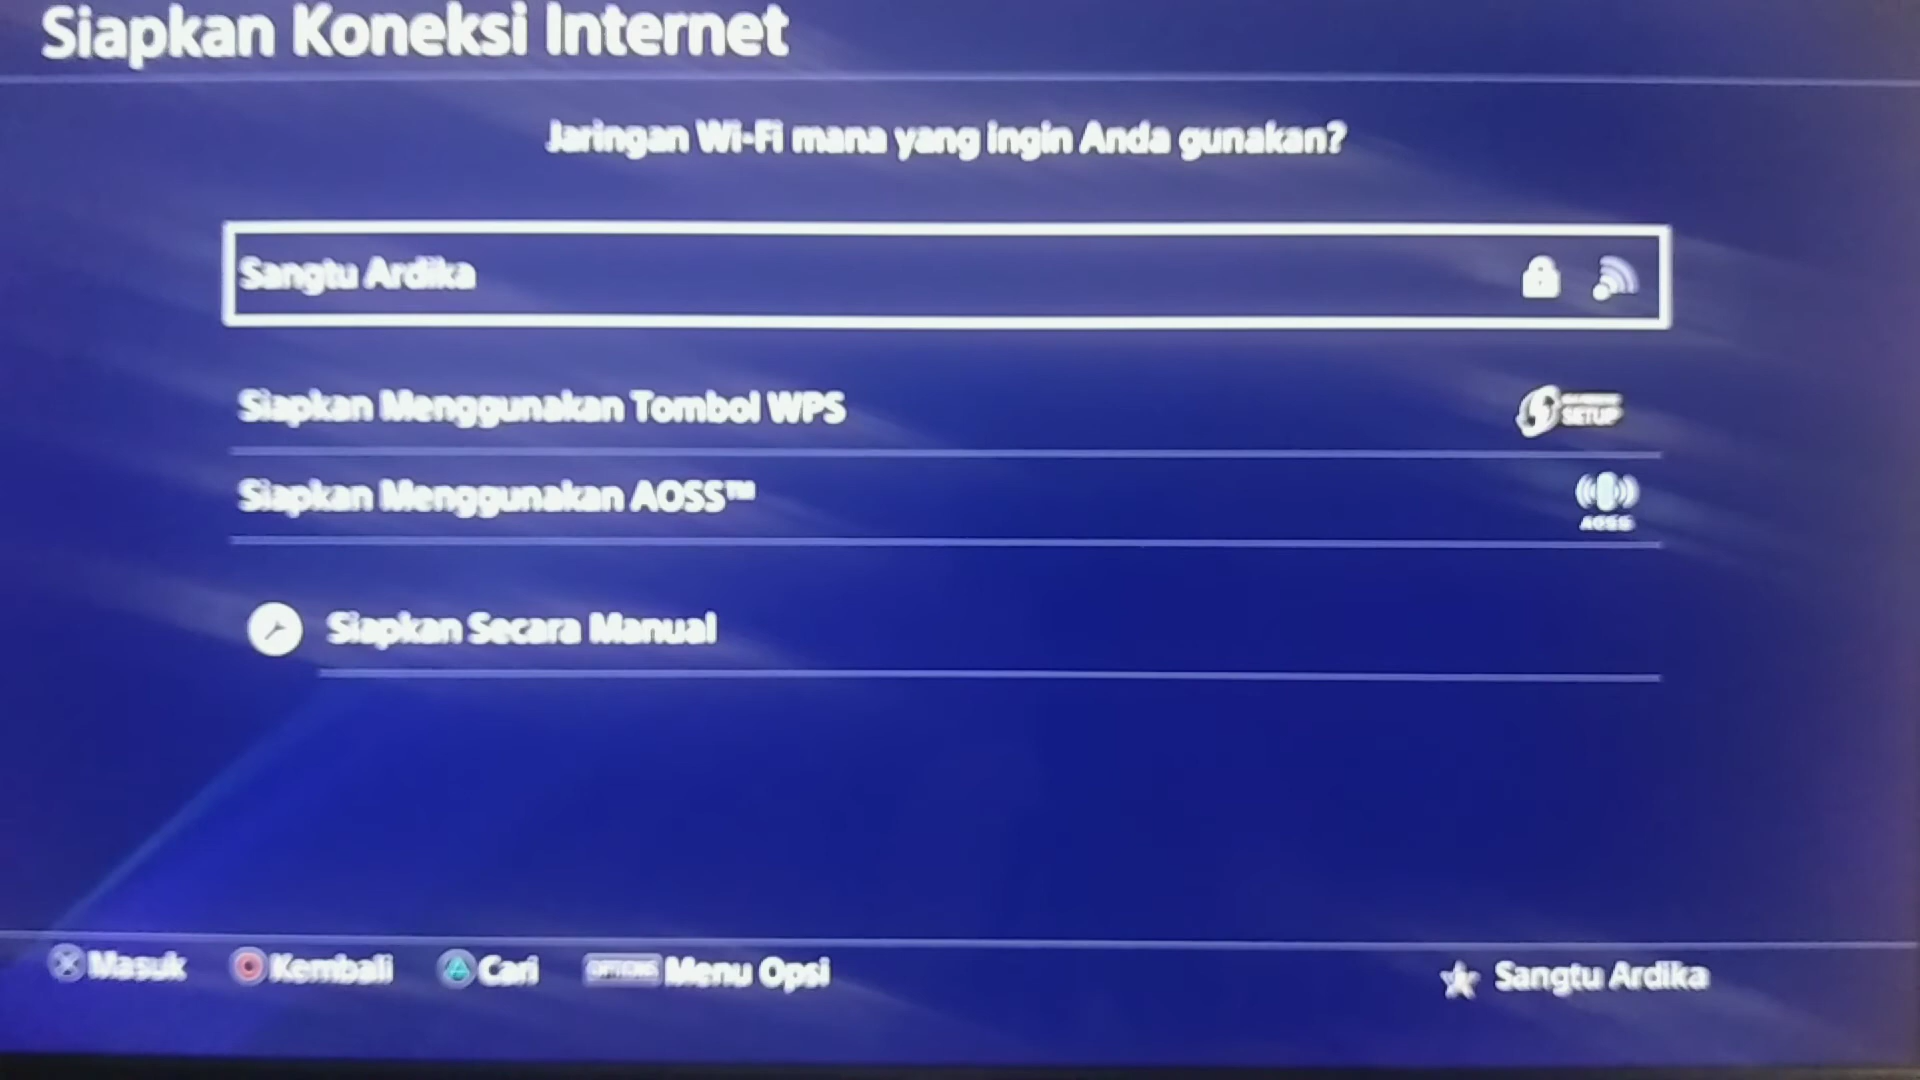 Siapkan Koneksi Internet
Jaringan Wi-Fi mana yang ingin Anda gunakan?
Sangtu Ardika
Siapkan Menggunakan Tombol WPS
SETUP
Siapkan Menggunakan AOSS™
AOSS
Siapkan Secara Manual
Masuk Kembali Cari OPTIONS Menu Opsi Sangtu Ardika